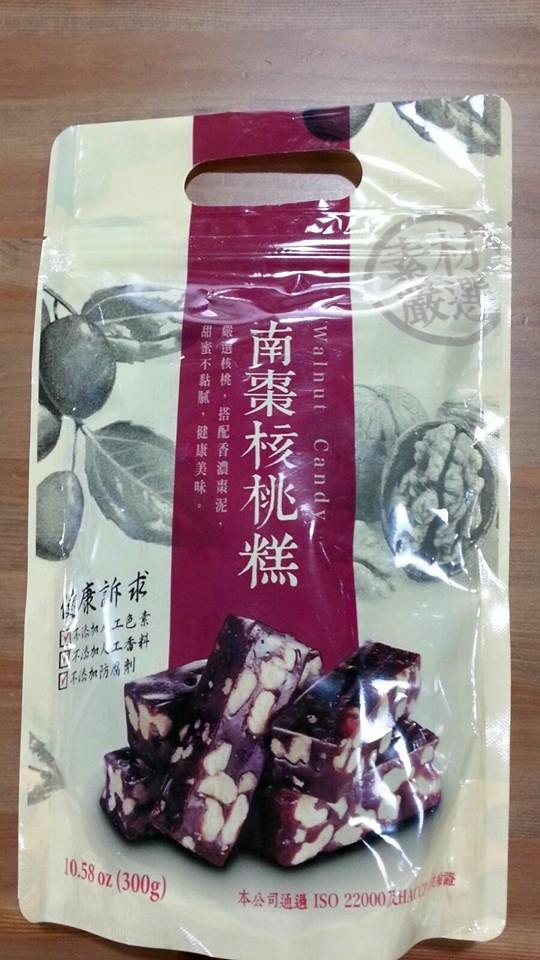 素材
嚴選
Walnut Candy
南棗核桃糕
嚴選核桃，搭配香濃棗泥，
甜蜜不黏膩，健康美味。
健康訴求
不添加人工色素
不添加人工香料
不添加防腐劑
10.58 oz (300g)
本公司通過 ISO 22000及HACCP